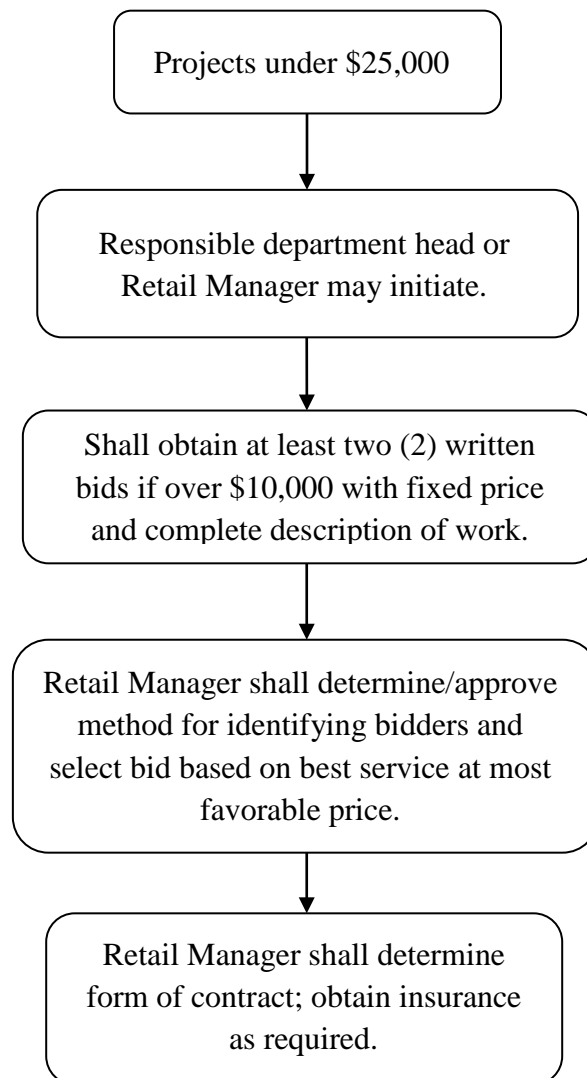 Projects under $25,000
Responsible department head or
Retail Manager may initiate.
Shall obtain at least two (2) written
bids if over $10,000 with fixed price
and complete description of work.
Retail Manager shall determine/approve
method for identifying bidders and
select bid based on best service at most
favorable price.
Retail Manager shall determine
form of contract; obtain insurance
as required.